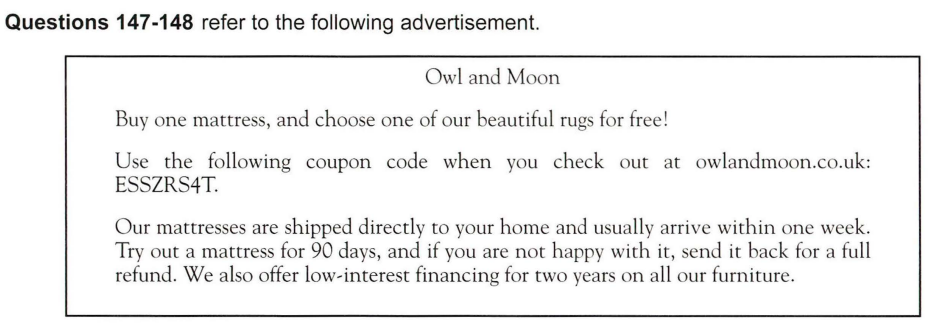 Questions 147-148 refer to the following advertisement.
Owl and Moon
Buy one mattress, and choose one of our beautiful rugs for free!
Use the following coupon code when you check out at owlandmoon.co.uk:
ESSZRS4T.
Our mattresses are shipped directly to your home and usually arrive within one week.
Try out a mattress for 90 days, and if you are not happy with it, send it back for a full
refund. We also offer low-interest financing for two years on all our furniture.